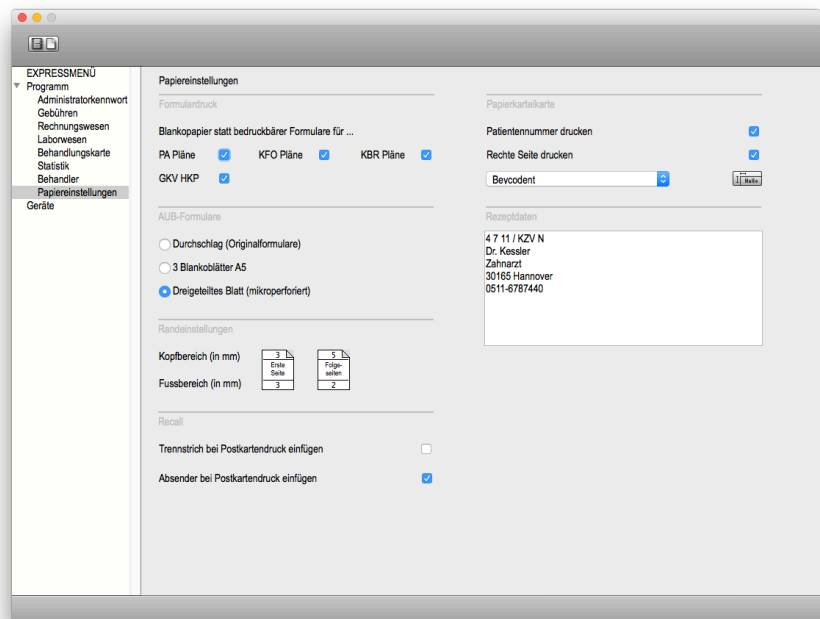 EXPRESSMENÜ
Programm
Administratorkennwort
Gebühren
Rechnungswesen
Laborwesen
Behandlungskarte
Statistik
Behandler
Papiereinstellungen
Geräte
Papiereinstellungen
Formulardruck
Blankopapier statt bedruckbärer Formulare für ...
PA Pläne KFO Pläne KBR Pläne
GKV HKP
AUB-Formulare
Durchschlag (Originalformulare)
3 Blankoblätter A5
Dreigeteiltes Blatt (mikroperforiert)
Randeinstellungen
Kopfbereich (in mm)
Fussbereich (in mm)
3
Erste
Seite
3
5
Folge-
seiten
2
Recall
Trennstrich bei Postkartendruck einfügen
Absender bei Postkartendruck einfügen
Papierkarteikarte
Patientennummer drucken
Rechte Seite drucken
Beycodent
Hallo
Rezeptdaten
4 7 11 / KZV N
Dr. Kessler
Zahnarzt
30165 Hannover
0511-6787440